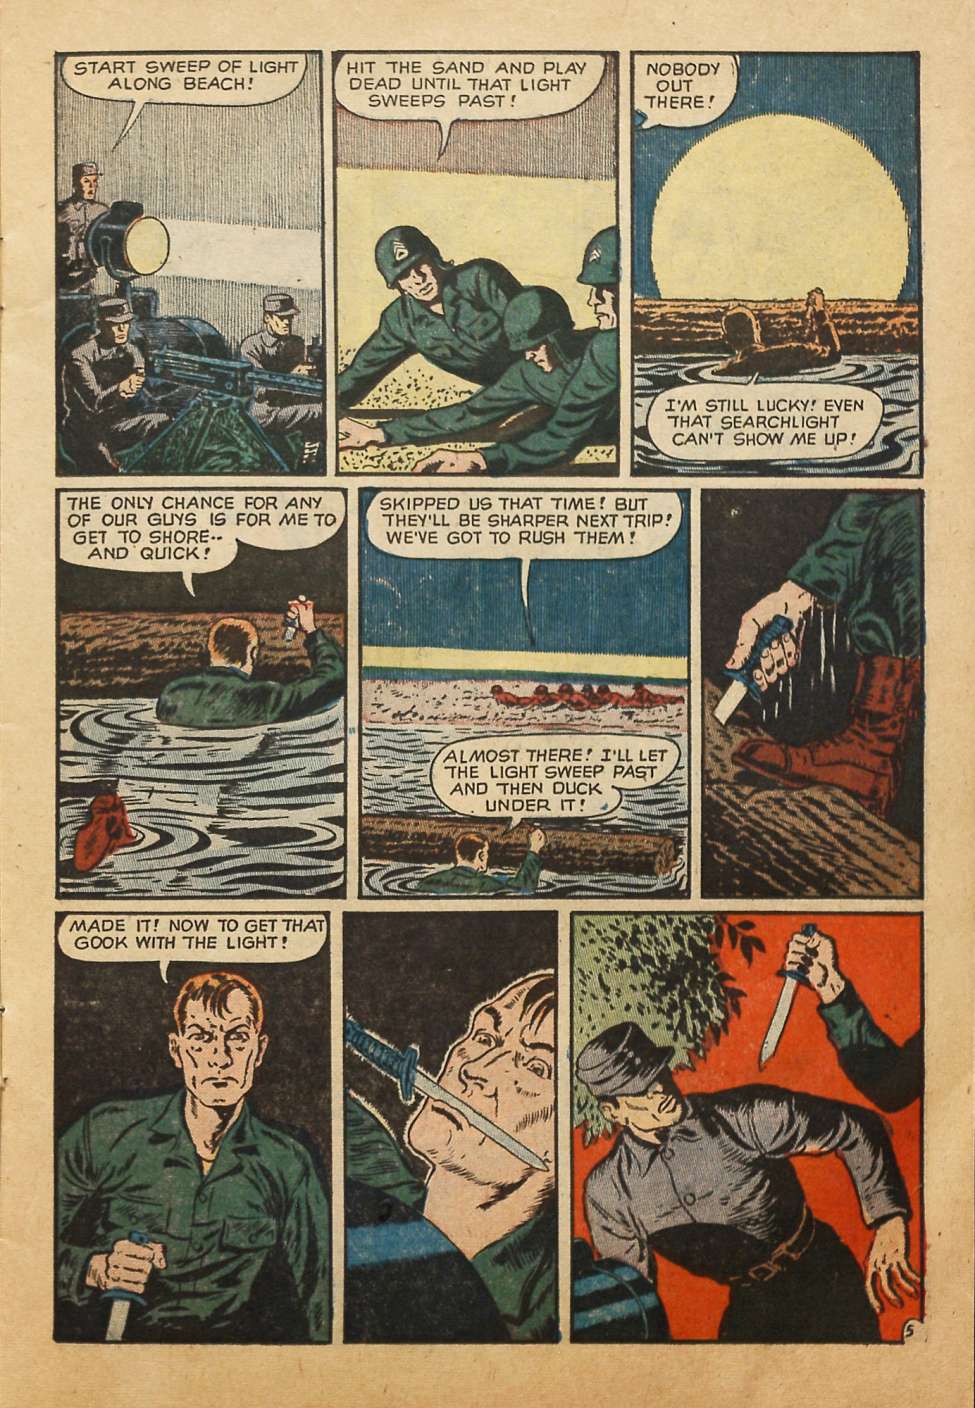 START SWEEP OF LIGHT
ALONG BEACH!
HIT THE SAND AND PLAY
DEAD UNTIL THAT LIGHT
SWEEPS PAST!
NOBODY
OUT
THERE!
I'M STILL LUCKY! EVEN
THAT SEARCHLIGHT
CAN'T SHOW ME UP!
THE ONLY CHANCE FOR ANY
OF OUR GUYS IS FOR ME TO
GET TO SHORE--
AND QUICK!
SKIPPED US THAT TIME! BUT
THEY'LL BE SHARPER NEXT TRIP!
WE'VE GOT TO RUSH THEM!
ALMOST THERE! I'LL LET
THE LIGHT SWEEP PAST
AND THEN DUCK
UNDER IT!
MADE IT! NOW TO GET THAT
GOOK WITH THE LIGHT!
5